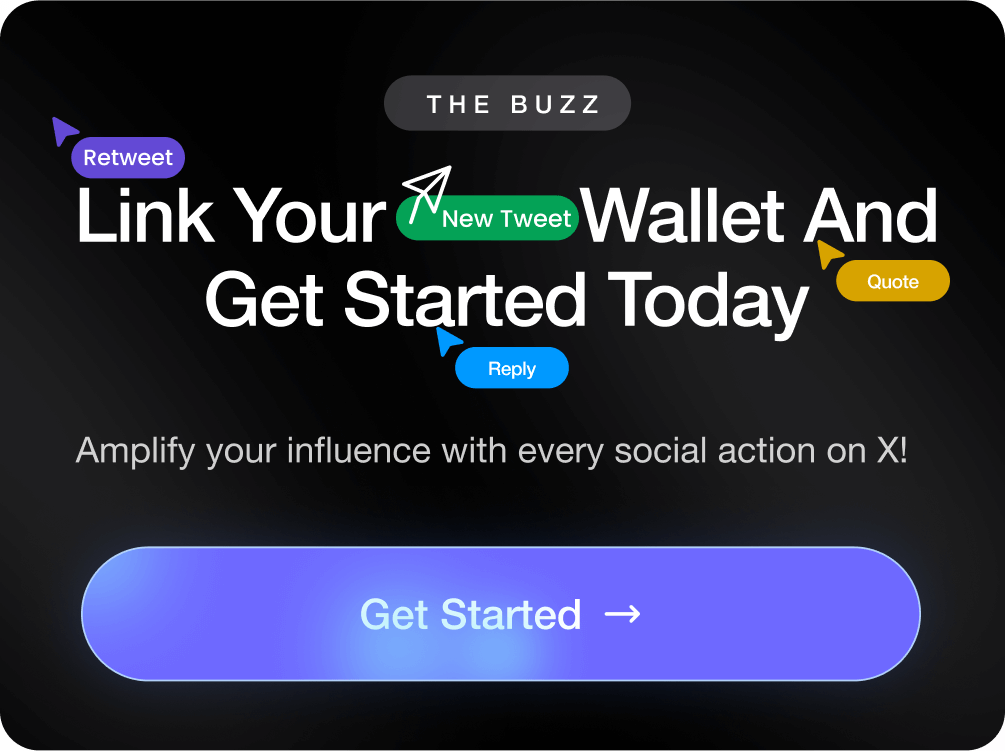 THE BUZZ
Retweet
Link Your New Tweet Wallet And
Quote
Get Started Today
Reply
Amplify your influence with every social action on X!
Get Started →